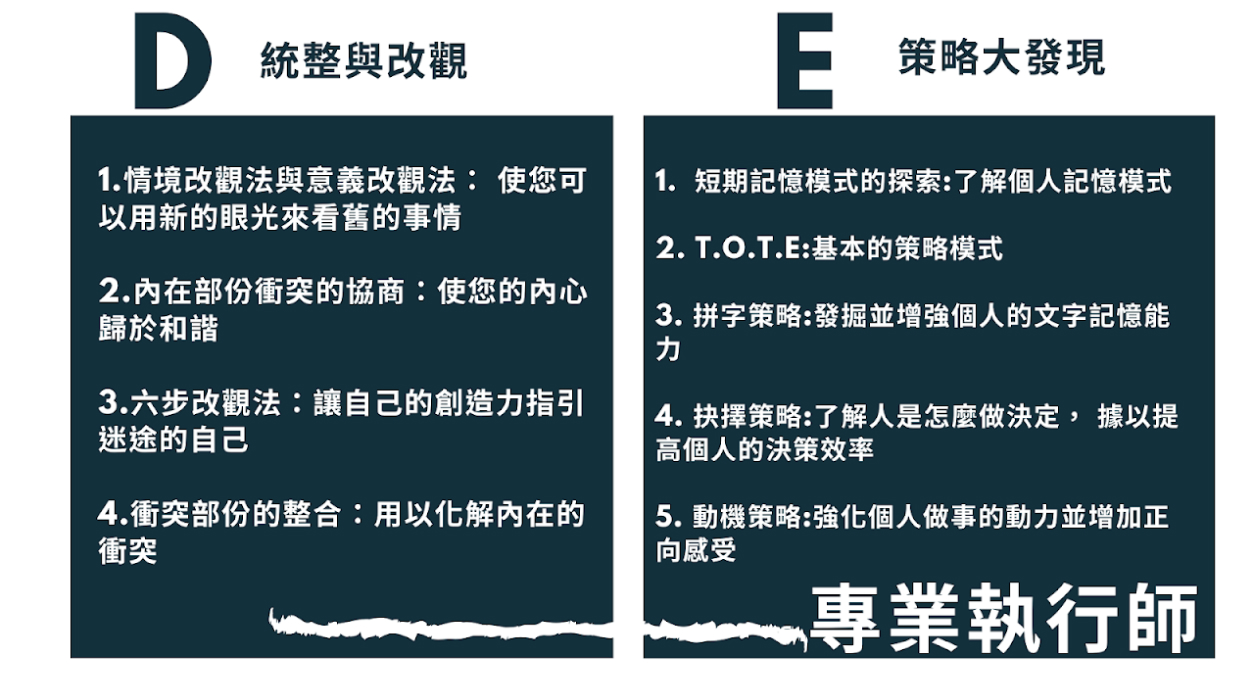 D 統整與改觀
1.情境改觀法與意義改觀法： 使您可
以用新的眼光來看舊的事情
2.內在部份衝突的協商：使您的內心
歸於和諧
3.六步改觀法：讓自己的創造力指引
迷途的自己
4.衝突部份的整合：用以化解內在的
衝突
E 策略大發現
1. 短期記憶模式的探索:了解個人記憶模式
2. T.O.T.E:基本的策略模式
3. 拼字策略:發掘並增強個人的文字記憶能
力
4. 抉擇策略:了解人是怎麼做決定， 據以提
高個人的決策效率
5. 動機策略:強化個人做事的動力並增加正
向感受
專業執行師